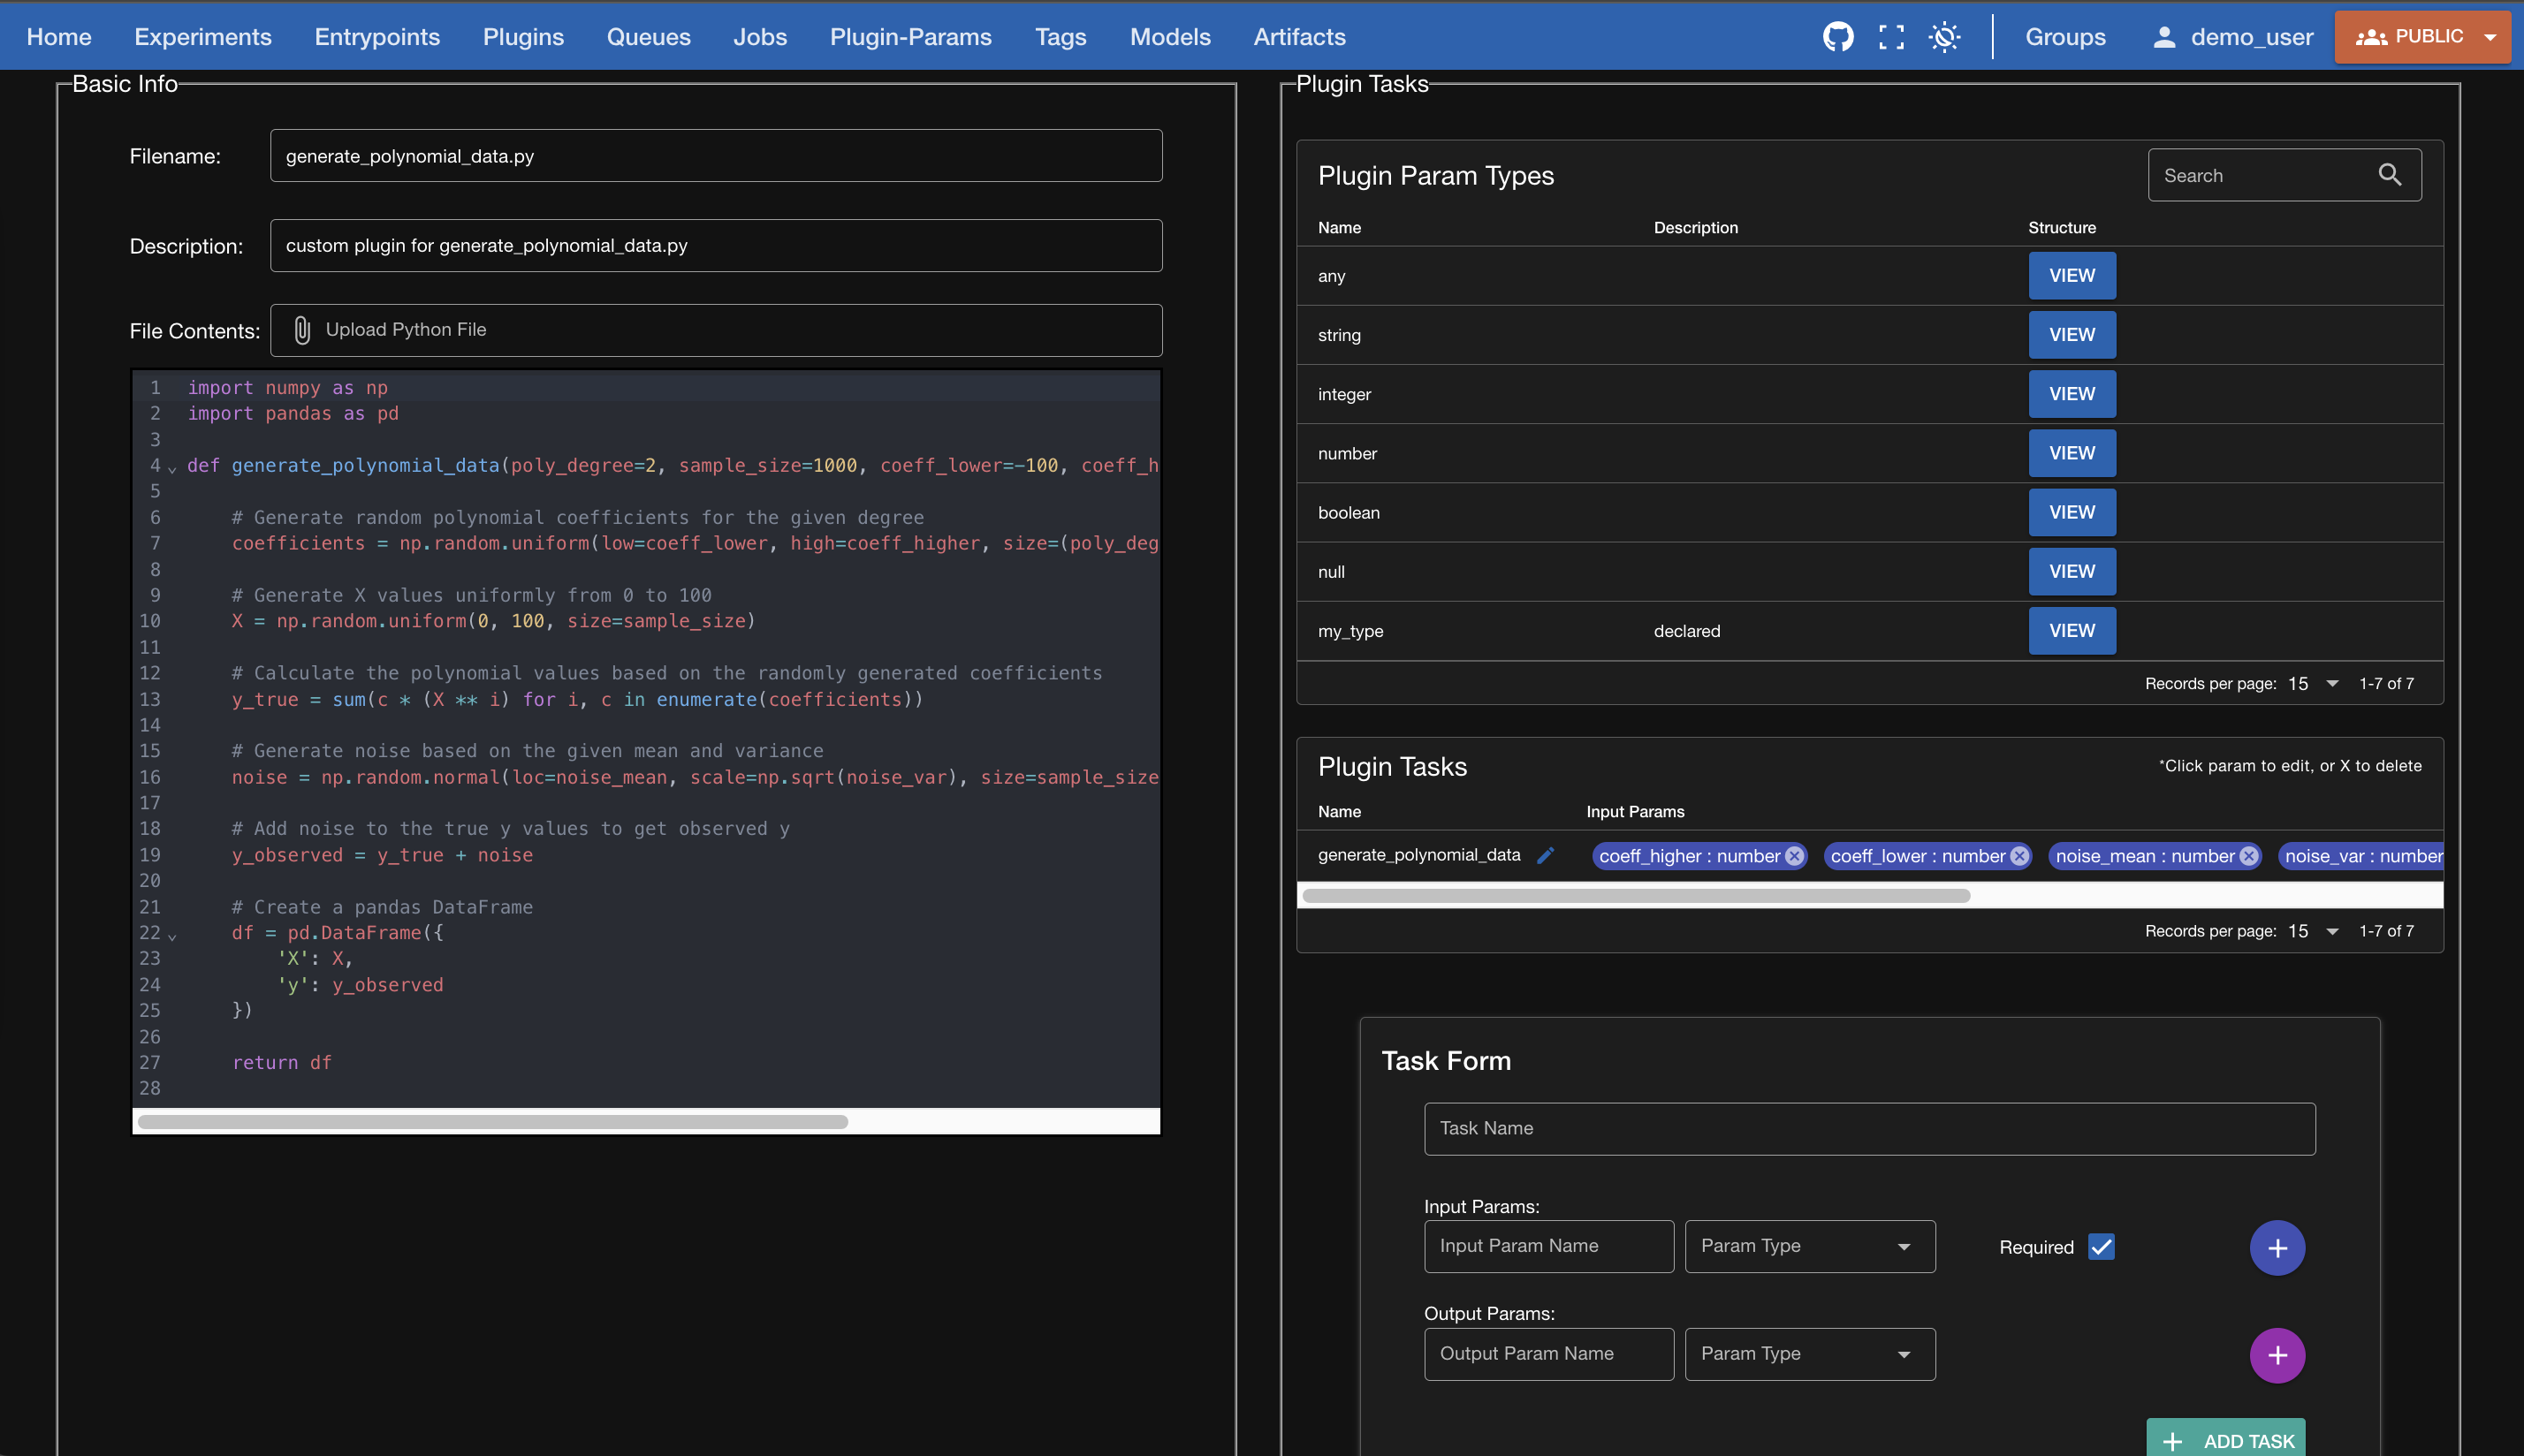 Home Experiments Entrypoints Plugins Queues Jobs Plugin-Params Tags Models Artifacts Groups demo_user PUBLIC
Basic Info
Filename: generate_polynomial_data.py
Description: custom plugin for generate_polynomial_data.py
File Contents: Upload Python File
1 import numpy as np
2 import pandas as pd
3
4 def generate_polynomial_data(poly_degree=2, sample_size=1000, coeff_lower=-100, coeff_h
5
6     # Generate random polynomial coefficients for the given degree
7     coefficients = np.random.uniform(low=coeff_lower, high=coeff_higher, size=(poly_deg
8
9     # Generate X values uniformly from 0 to 100
10     X = np.random.uniform(0, 100, size=sample_size)
11
12     # Calculate the polynomial values based on the randomly generated coefficients
13     y_true = sum(c * (X ** i) for i, c in enumerate(coefficients))
14
15     # Generate noise based on the given mean and variance
16     noise = np.random.normal(loc=noise_mean, scale=np.sqrt(noise_var), size=sample_size
17
18     # Add noise to the true y values to get observed y
19     y_observed = y_true + noise
20
21     # Create a pandas DataFrame
22     df = pd.DataFrame({
23         'X': X,
24         'y': y_observed
25     })
26
27     return df
28
Plugin Tasks
Plugin Param Types Search
Name Description Structure
any VIEW
string VIEW
integer VIEW
number VIEW
boolean VIEW
null VIEW
my_type declared VIEW
Records per page: 15 1-7 of 7
Plugin Tasks *Click param to edit, or X to delete
Name Input Params
generate_polynomial_data coeff_higher : number coeff_lower : number noise_mean : number noise_var : number
Records per page: 15 1-7 of 7
Task Form
Task Name
Input Params:
Input Param Name Param Type Required +
Output Params:
Output Param Name Param Type +
+ ADD TASK